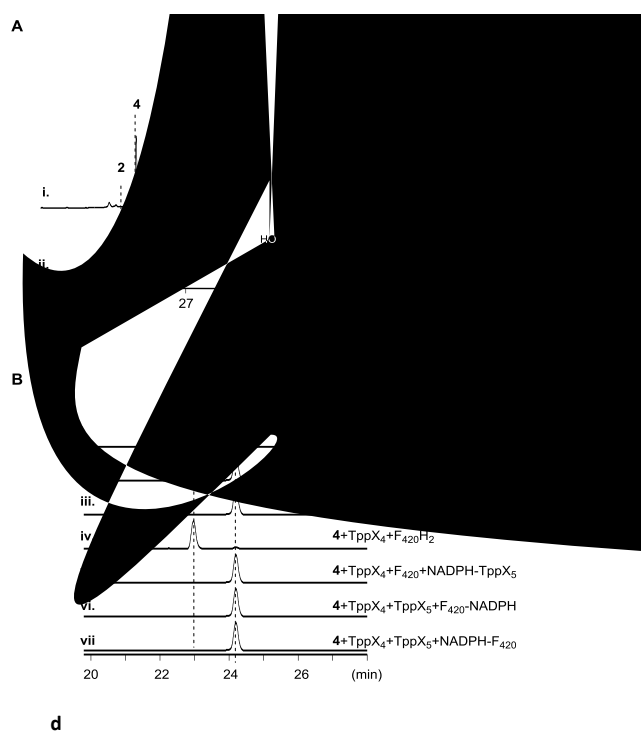 A
4
2
i.
HO
27
B
iii.
iv
4+TppX4+F420H2
4+TppX4+F420+NADPH-TppX5
vi.
4+TppX4+TppX5+F420-NADPH
vii
4+TppX4+TppX5+NADPH-F420
20 22 24 26 (min)
d